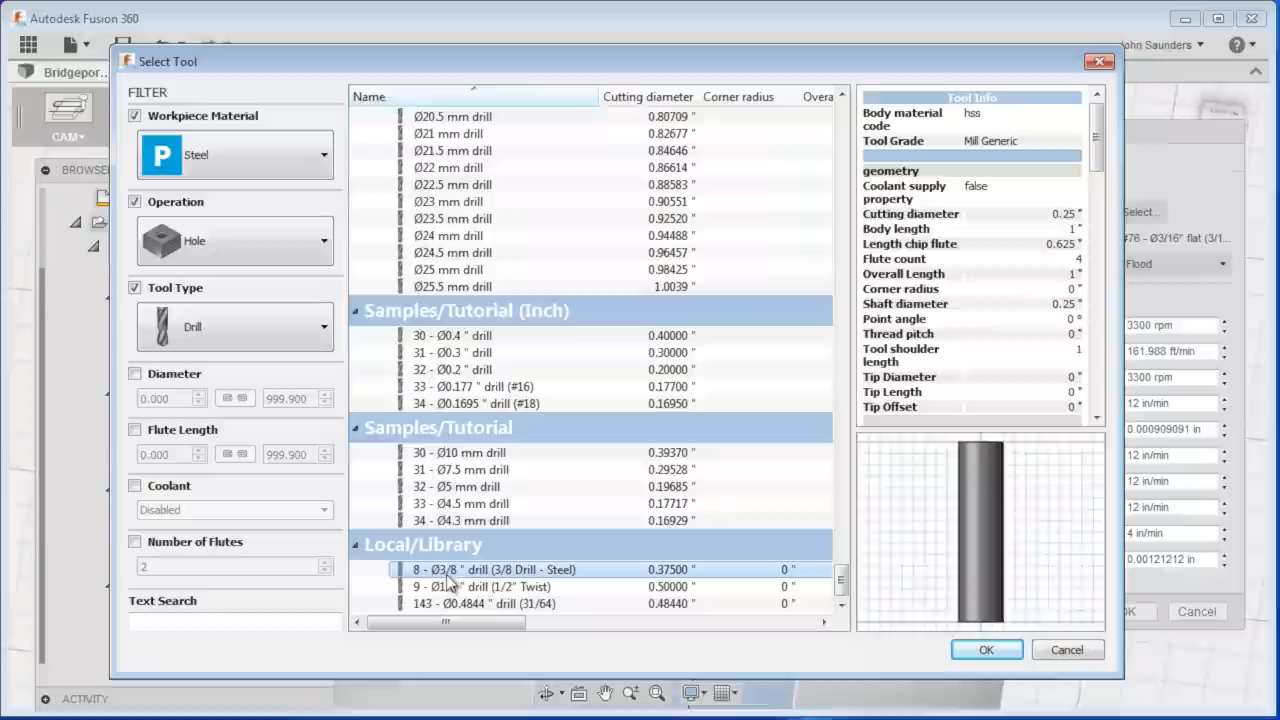 Autodesk Fusion 360
John Saunders
Bridgepor...
CAM
BROWSE
ACTIVITY
Select Tool
FILTER
Workpiece Material
P
Steel
Operation
Hole
Tool Type
Drill
Diameter
0.000
999.900
Flute Length
0.000
999.900
Coolant
Disabled
Number of Flutes
2
Text Search
Name Cutting diameter Corner radius Overa
Ø20.5 mm drill 0.80709 "
Ø21 mm drill 0.82677 "
Ø21.5 mm drill 0.84646 "
Ø22 mm drill 0.86614 "
Ø22.5 mm drill 0.88583 "
Ø23 mm drill 0.90551 "
Ø23.5 mm drill 0.92520 "
Ø24 mm drill 0.94488 "
Ø24.5 mm drill 0.96457 "
Ø25 mm drill 0.98425 "
Ø25.5 mm drill 1.0039 "
Samples/Tutorial (Inch)
30 - Ø0.4 " drill 0.40000 "
31 - Ø0.3 " drill 0.30000 "
32 - Ø0.2 " drill 0.20000 "
33 - Ø0.177 " drill (#16) 0.17700 "
34 - Ø0.1695 " drill (#18) 0.16950 "
Samples/Tutorial
30 - Ø10 mm drill 0.39370 "
31 - Ø7.5 mm drill 0.29528 "
32 - Ø5 mm drill 0.19685 "
33 - Ø4.5 mm drill 0.17717 "
34 - Ø4.3 mm drill 0.16929 "
Local/Library
8 - Ø3/8 " drill (3/8 Drill - Steel) 0.37500 " 0 "
9 - " drill (1/2" Twist) 0.50000 " 0 "
143 - Ø0.4844 " drill (31/64) 0.48440 " 0 "
Tool Info
Body material hss
code
Tool Grade Mill Generic
geometry
Coolant supply false
property
Cutting diameter 0.25 "
Body length 1 "
Length chip flute 0.625 "
Flute count 4
Overall Length 1 "
Corner radius 0 "
Shaft diameter 0.25 "
Point angle 0 º
Thread pitch 0 "
Tool shoulder 1
length
Tip Diameter 0 "
Tip Length 0 "
Tip Offset 0 "
OK
Cancel
Select...
#76 - Ø3/16" flat (3/1...
Flood
3300 rpm
161.988 ft/min
3300 rpm
12 in/min
0.000909091 in
12 in/min
12 in/min
12 in/min
4 in/min
0.00121212 in
OK
Cancel